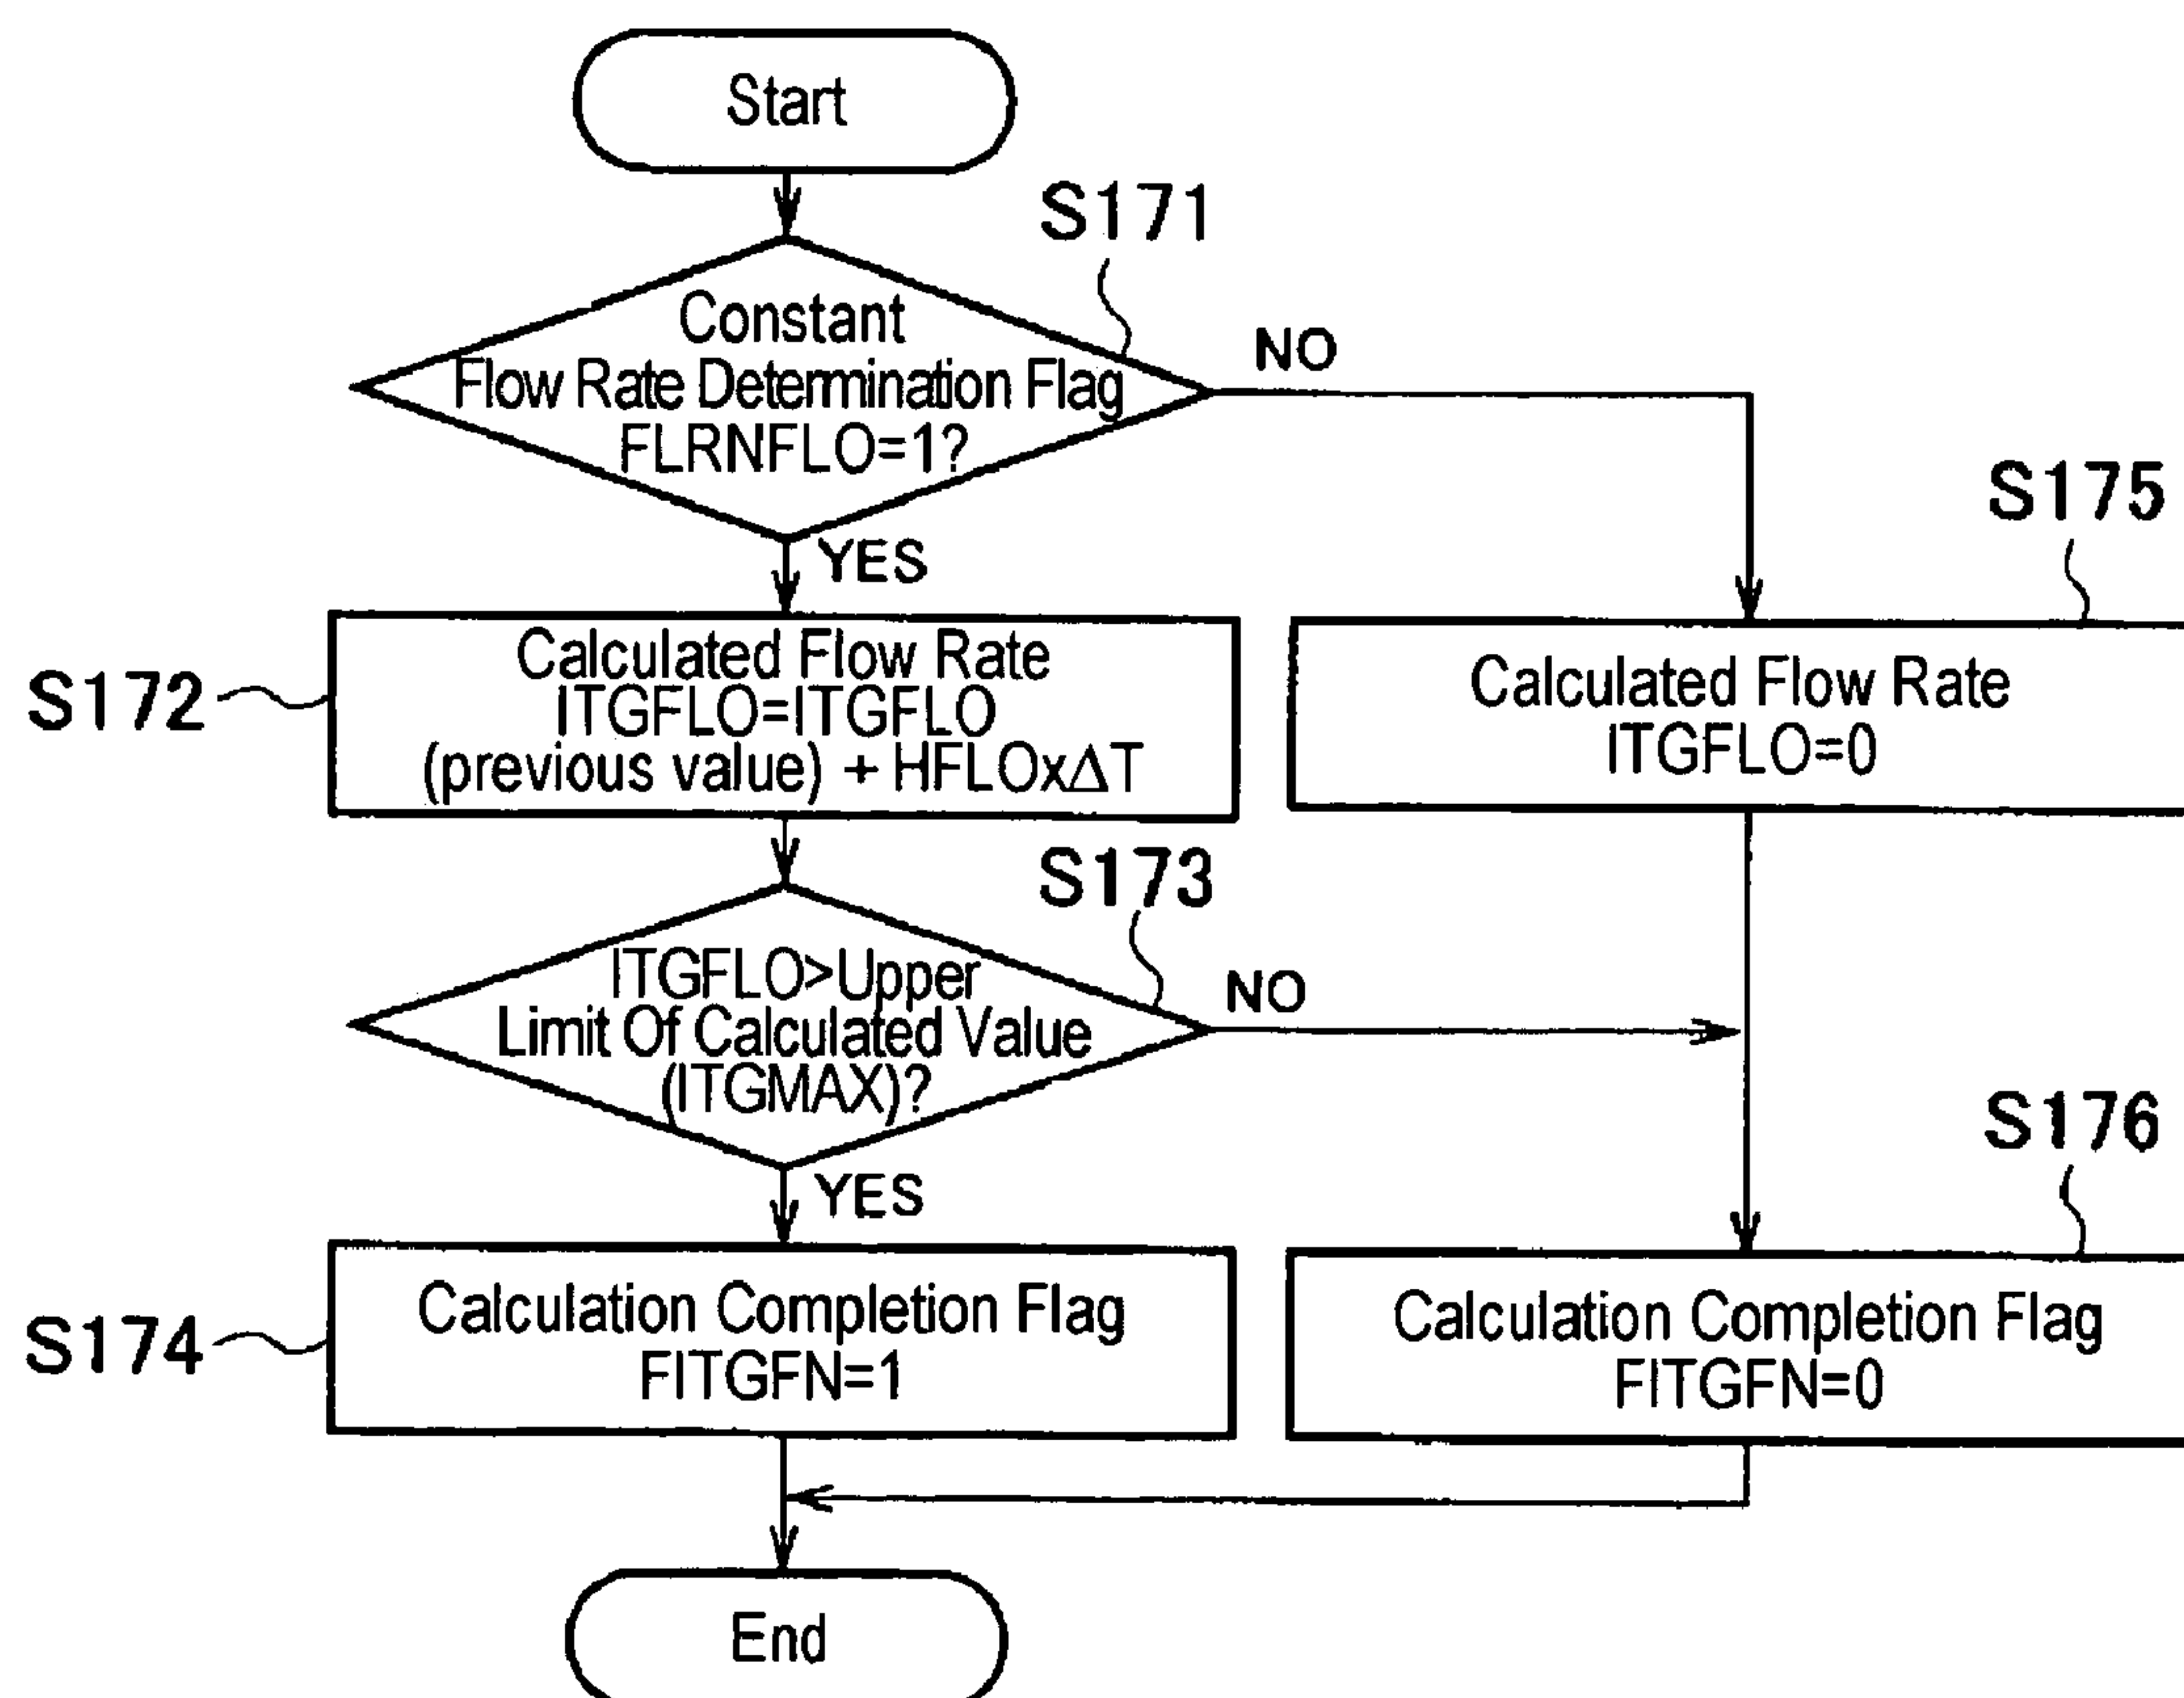 Start
S171
Constant
Flow Rate Determination Flag
FLRNFLO=1?
NO
YES
S175
S172
Calculated Flow Rate
ITGFLO=ITGFLO
(previous value) + HFLOxΔT
Calculated Flow Rate
ITGFLO=0
S173
ITGFLO>Upper
Limit Of Calculated Value
(ITGMAX)?
NO
YES
S176
S174
Calculation Completion Flag
FITGFN=1
Calculation Completion Flag
FITGFN=0
End